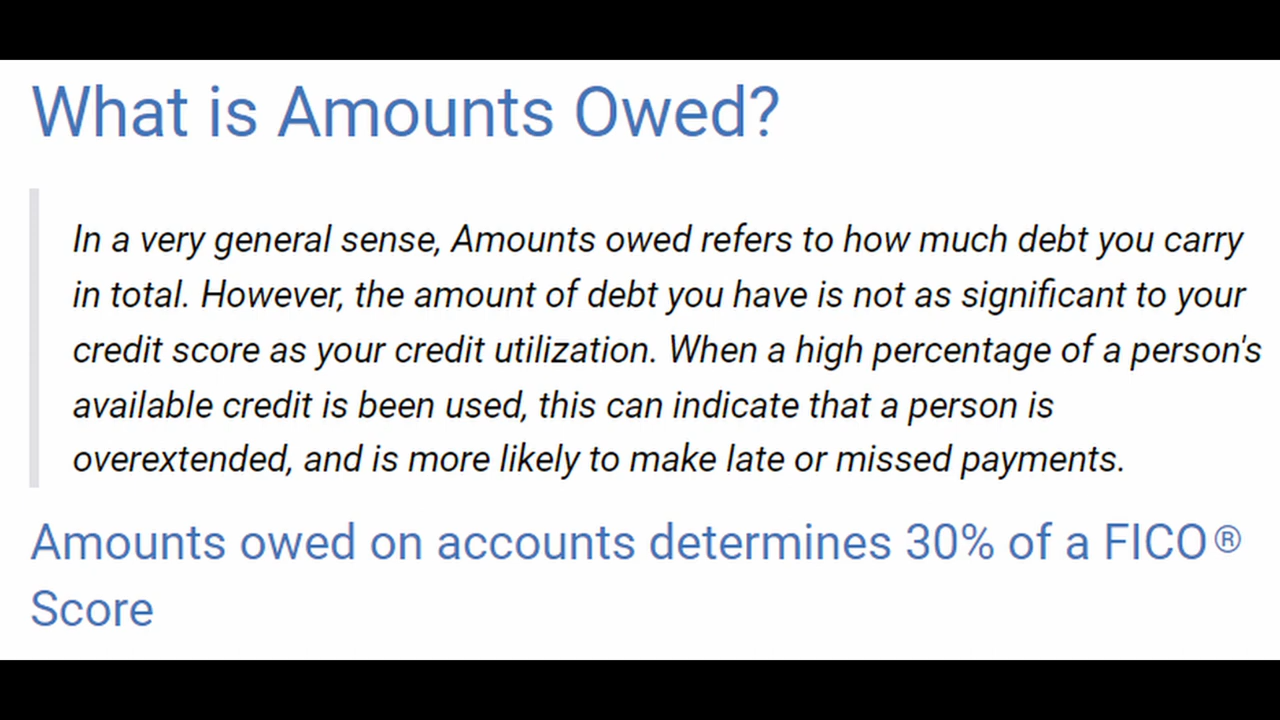 What is Amounts Owed?
In a very general sense, Amounts owed refers to how much debt you carry
in total. However, the amount of debt you have is not as significant to your
credit score as your credit utilization. When a high percentage of a person's
available credit is been used, this can indicate that a person is
overextended, and is more likely to make late or missed payments.
Amounts owed on accounts determines 30% of a FICO®
Score